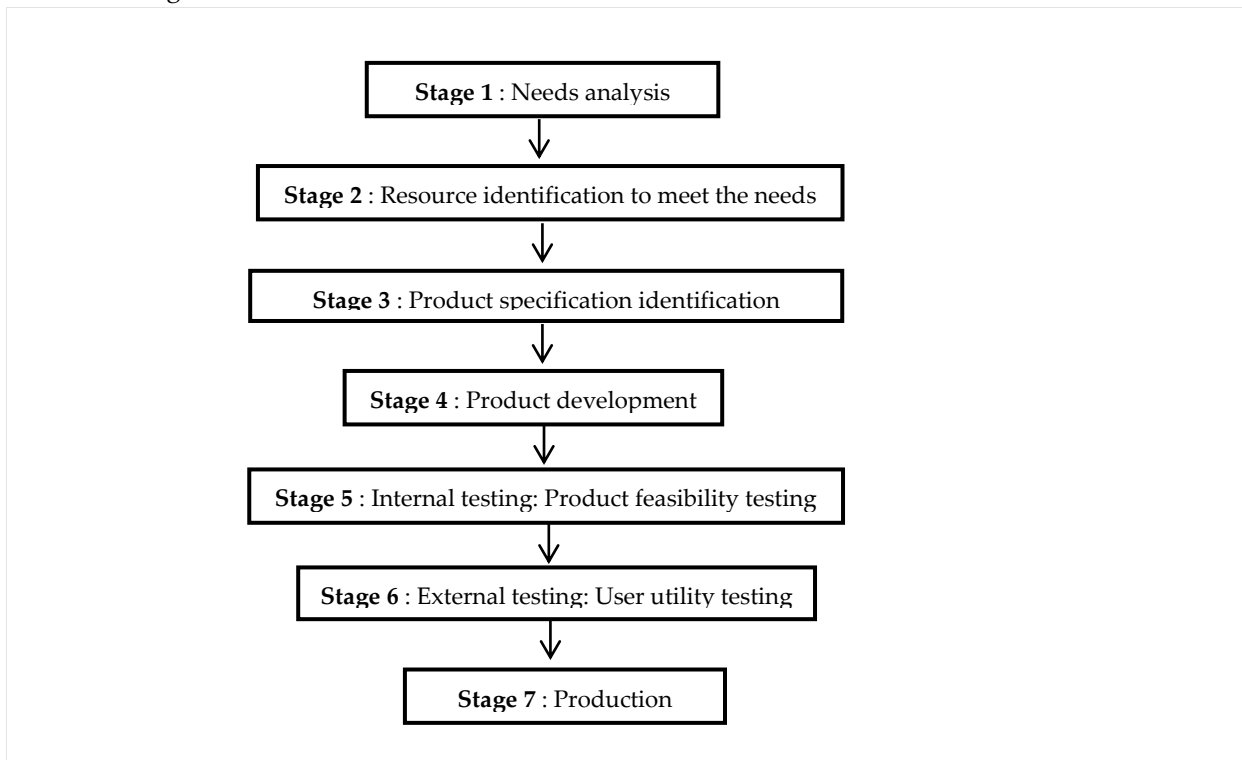 Stage 1 : Needs analysis
Stage 2 : Resource identification to meet the needs
Stage 3 : Product specification identification
Stage 4 : Product development
Stage 5 : Internal testing: Product feasibility testing
Stage 6 : External testing: User utility testing
Stage 7 : Production